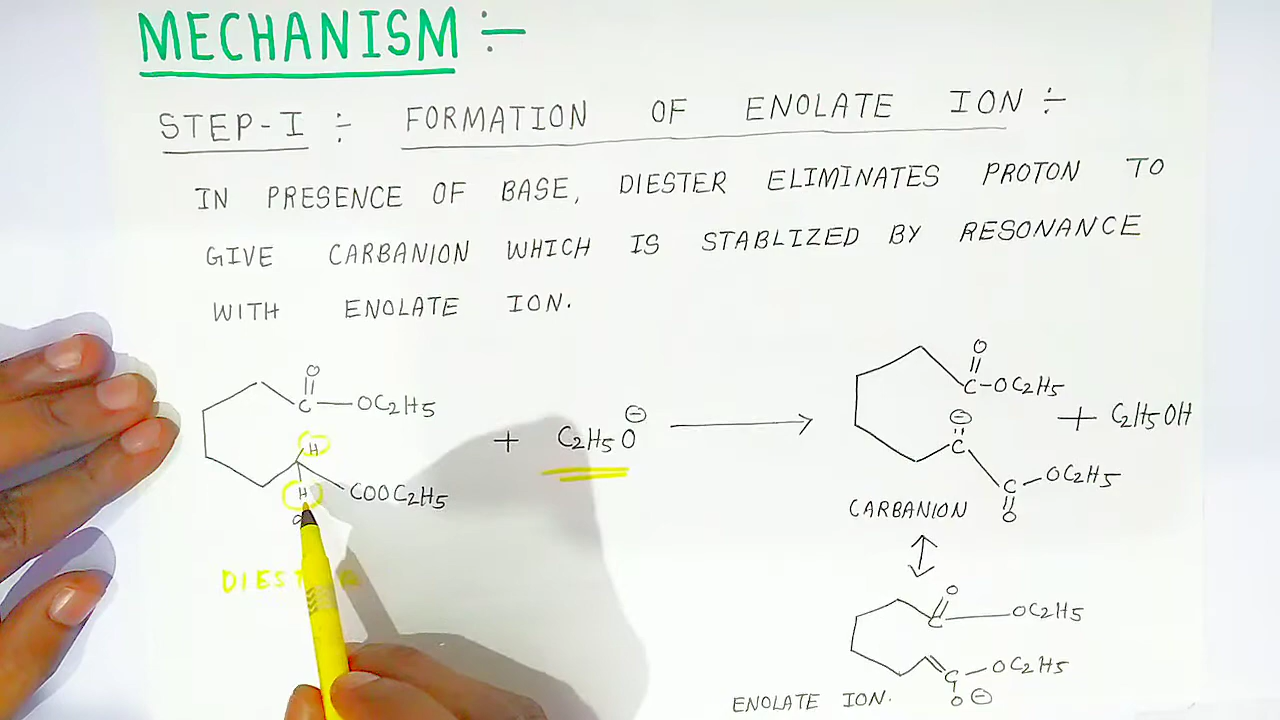 MECHANISM :-
STEP-I :- FORMATION OF ENOLATE ION :-
IN PRESENCE OF BASE, DIESTER ELIMINATES PROTON TO
GIVE CARBANION WHICH IS STABLIZED BY RESONANCE
WITH ENOLATE ION.
O
C-OC2H5
H
H
COOC2H5
+ C2H5O⊖
O
C-OC2H5
⊖
C
C-OC2H5
O
+ C2H5OH
CARBANION
O
C-OC2H5
C-OC2H5
O⊖
ENOLATE ION.